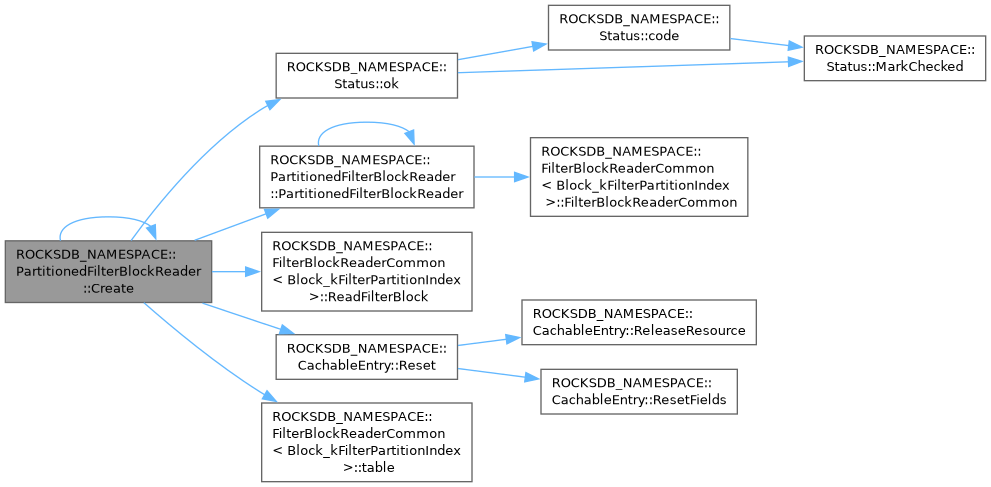 ROCKSDB_NAMESPACE::
PartitionedFilterBlockReader
::Create
ROCKSDB_NAMESPACE::
Status::ok
ROCKSDB_NAMESPACE::
Status::code
ROCKSDB_NAMESPACE::
Status::MarkChecked
ROCKSDB_NAMESPACE::
PartitionedFilterBlockReader
::PartitionedFilterBlockReader
ROCKSDB_NAMESPACE::
FilterBlockReaderCommon
< Block_kFilterPartitionIndex
>::FilterBlockReaderCommon
ROCKSDB_NAMESPACE::
FilterBlockReaderCommon
< Block_kFilterPartitionIndex
>::ReadFilterBlock
ROCKSDB_NAMESPACE::
CachableEntry::Reset
ROCKSDB_NAMESPACE::
CachableEntry::ReleaseResource
ROCKSDB_NAMESPACE::
CachableEntry::ResetFields
ROCKSDB_NAMESPACE::
FilterBlockReaderCommon
< Block_kFilterPartitionIndex
>::table